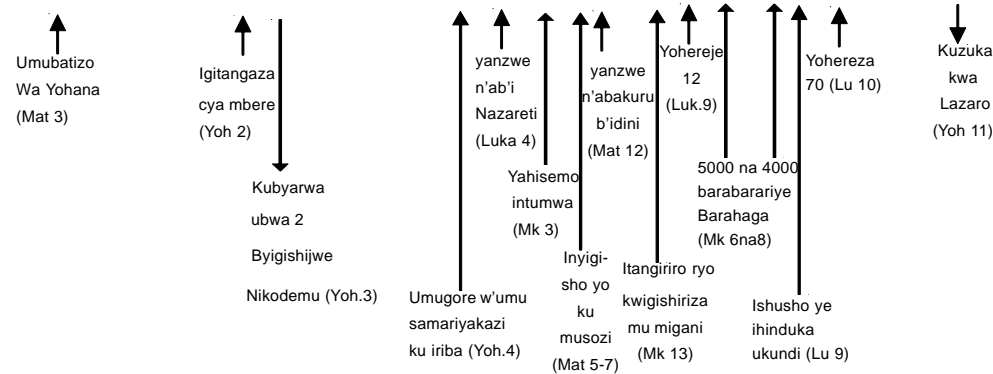 Umubatizo
Wa Yohana
(Mat 3)
Igitangaza
cya mbere
(Yoh 2)
Kubyarwa
ubwa 2
Byigishijwe
Nikodemu (Yoh.3)
Umugore w'umu
samariyakazi
ku iriba (Yoh.4)
yanzwe
n'ab'i
Nazareti
(Luka 4)
Yahisemo
intumwa
(Mk 3)
Inyigi-
sho yo
ku
musozi
(Mat 5-7)
yanzwe
n'abakuru
b'idini
(Mat 12)
Itangiriro ryo
kwigishiriza
mu migani
(Mk 13)
Yohereje
12
(Luk.9)
5000 na 4000
barabarariye
Barahaga
(Mk 6na8)
Ishusho ye
ihinduka
ukundi (Lu 9)
Yohereza
70 (Lu 10)
Kuzuka
kwa
Lazaro
(Yoh 11)